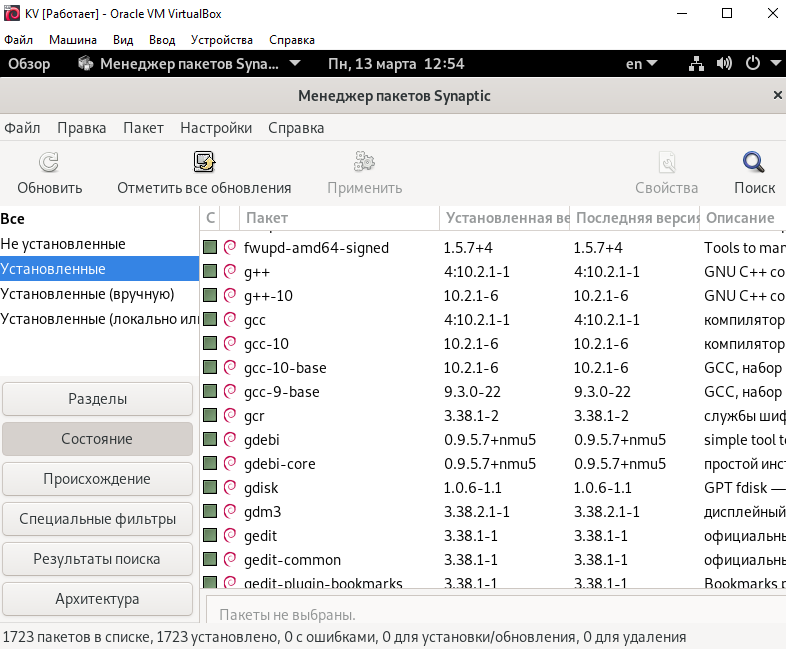 KV [Работает] - Oracle VM VirtualBox
Файл Машина Вид Ввод Устройства Справка
Обзор Менеджер пакетов Syna... Пн, 13 марта 12:54 en
Менеджер пакетов Synaptic
Файл Правка Пакет Настройки Справка
Обновить Отметить все обновления Применить Свойства Поиск
Все
Не установленные
Установленные
Установленные (вручную)
Установленные (локально или
Разделы
Состояние
Происхождение
Специальные фильтры
Результаты поиска
Архитектура
С Пакет Установленная ве Последняя версия Описание
fwupd-amd64-signed 1.5.7+4 1.5.7+4 Tools to man
g++ 4:10.2.1-1 4:10.2.1-1 GNU C++ co
g++-10 10.2.1-6 10.2.1-6 GNU C++ co
gcc 4:10.2.1-1 4:10.2.1-1 компилятор
gcc-10 10.2.1-6 10.2.1-6 компилятор
gcc-10-base 10.2.1-6 10.2.1-6 GCC, набор
gcc-9-base 9.3.0-22 9.3.0-22 GCC, набор
gcr 3.38.1-2 3.38.1-2 службы шиф
gdebi 0.9.5.7+nmu5 0.9.5.7+nmu5 simple tool to
gdebi-core 0.9.5.7+nmu5 0.9.5.7+nmu5 простой инс
gdisk 1.0.6-1.1 1.0.6-1.1 GPT fdisk —
gdm3 3.38.2.1-1 3.38.2.1-1 дисплейный
gedit 3.38.1-1 3.38.1-1 официальны
gedit-common 3.38.1-1 3.38.1-1 официальны
gedit-plugin-bookmarks 3.38.1-1 3.38.1-1 Bookmarks p
Пакеты не выбраны.
1723 пакетов в списке, 1723 установлено, 0 с ошибками, 0 для установки/обновления, 0 для удаления